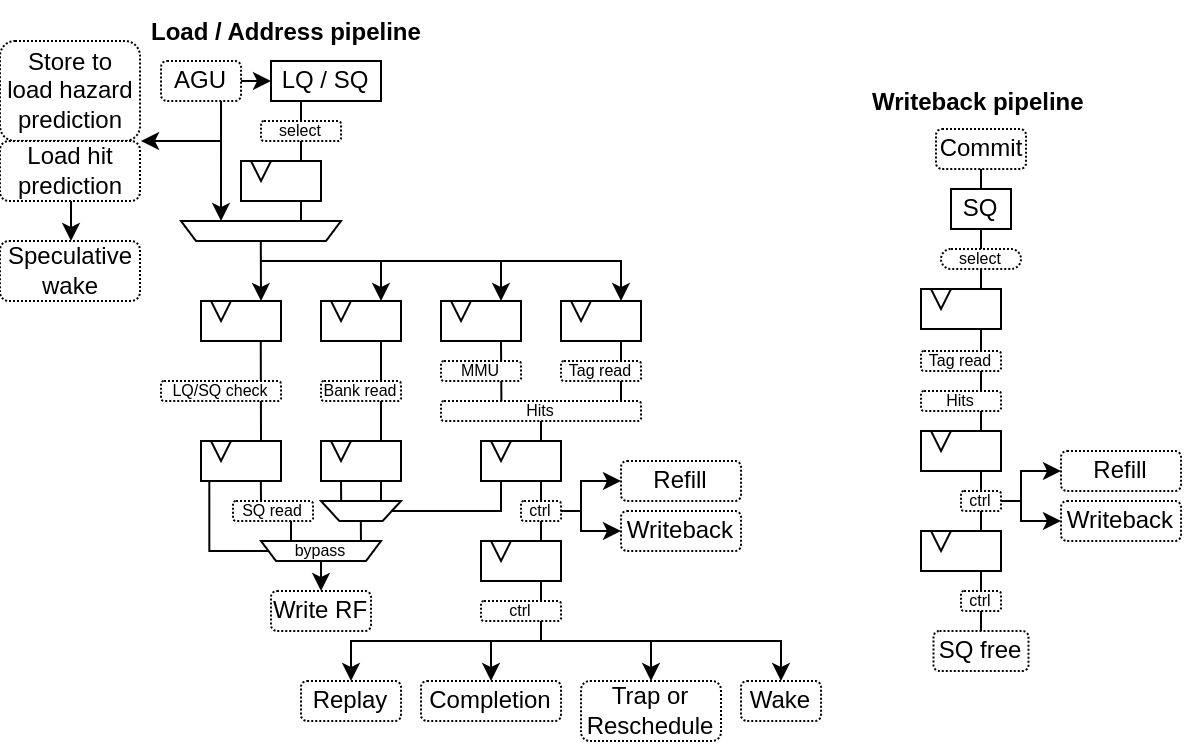 Load / Address pipeline
Store to
load hazard
prediction
AGU
LQ / SQ
select
Load hit
prediction
Speculative
wake
MMU
Tag read
LQ/SQ check
Bank read
Hits
SQ read
ctrl
Refill
Writeback
bypass
Write RF
ctrl
Replay
Completion
Trap or
Reschedule
Wake
Writeback pipeline
Commit
SQ
select
Tag read
Hits
ctrl
Refill
Writeback
ctrl
SQ free